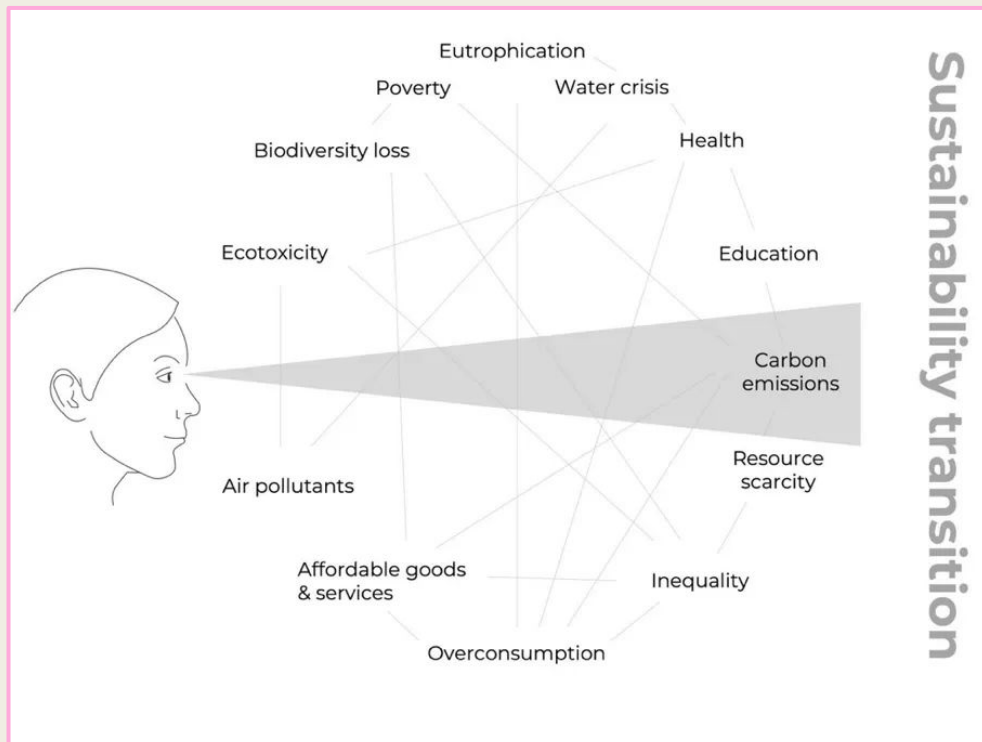 Eutrophication
Poverty
Water crisis
Biodiversity loss
Health
Ecotoxicity
Education
Carbon
emissions
Resource
scarcity
Air pollutants
Affordable goods
& services
Inequality
Overconsumption
Sustainability transition